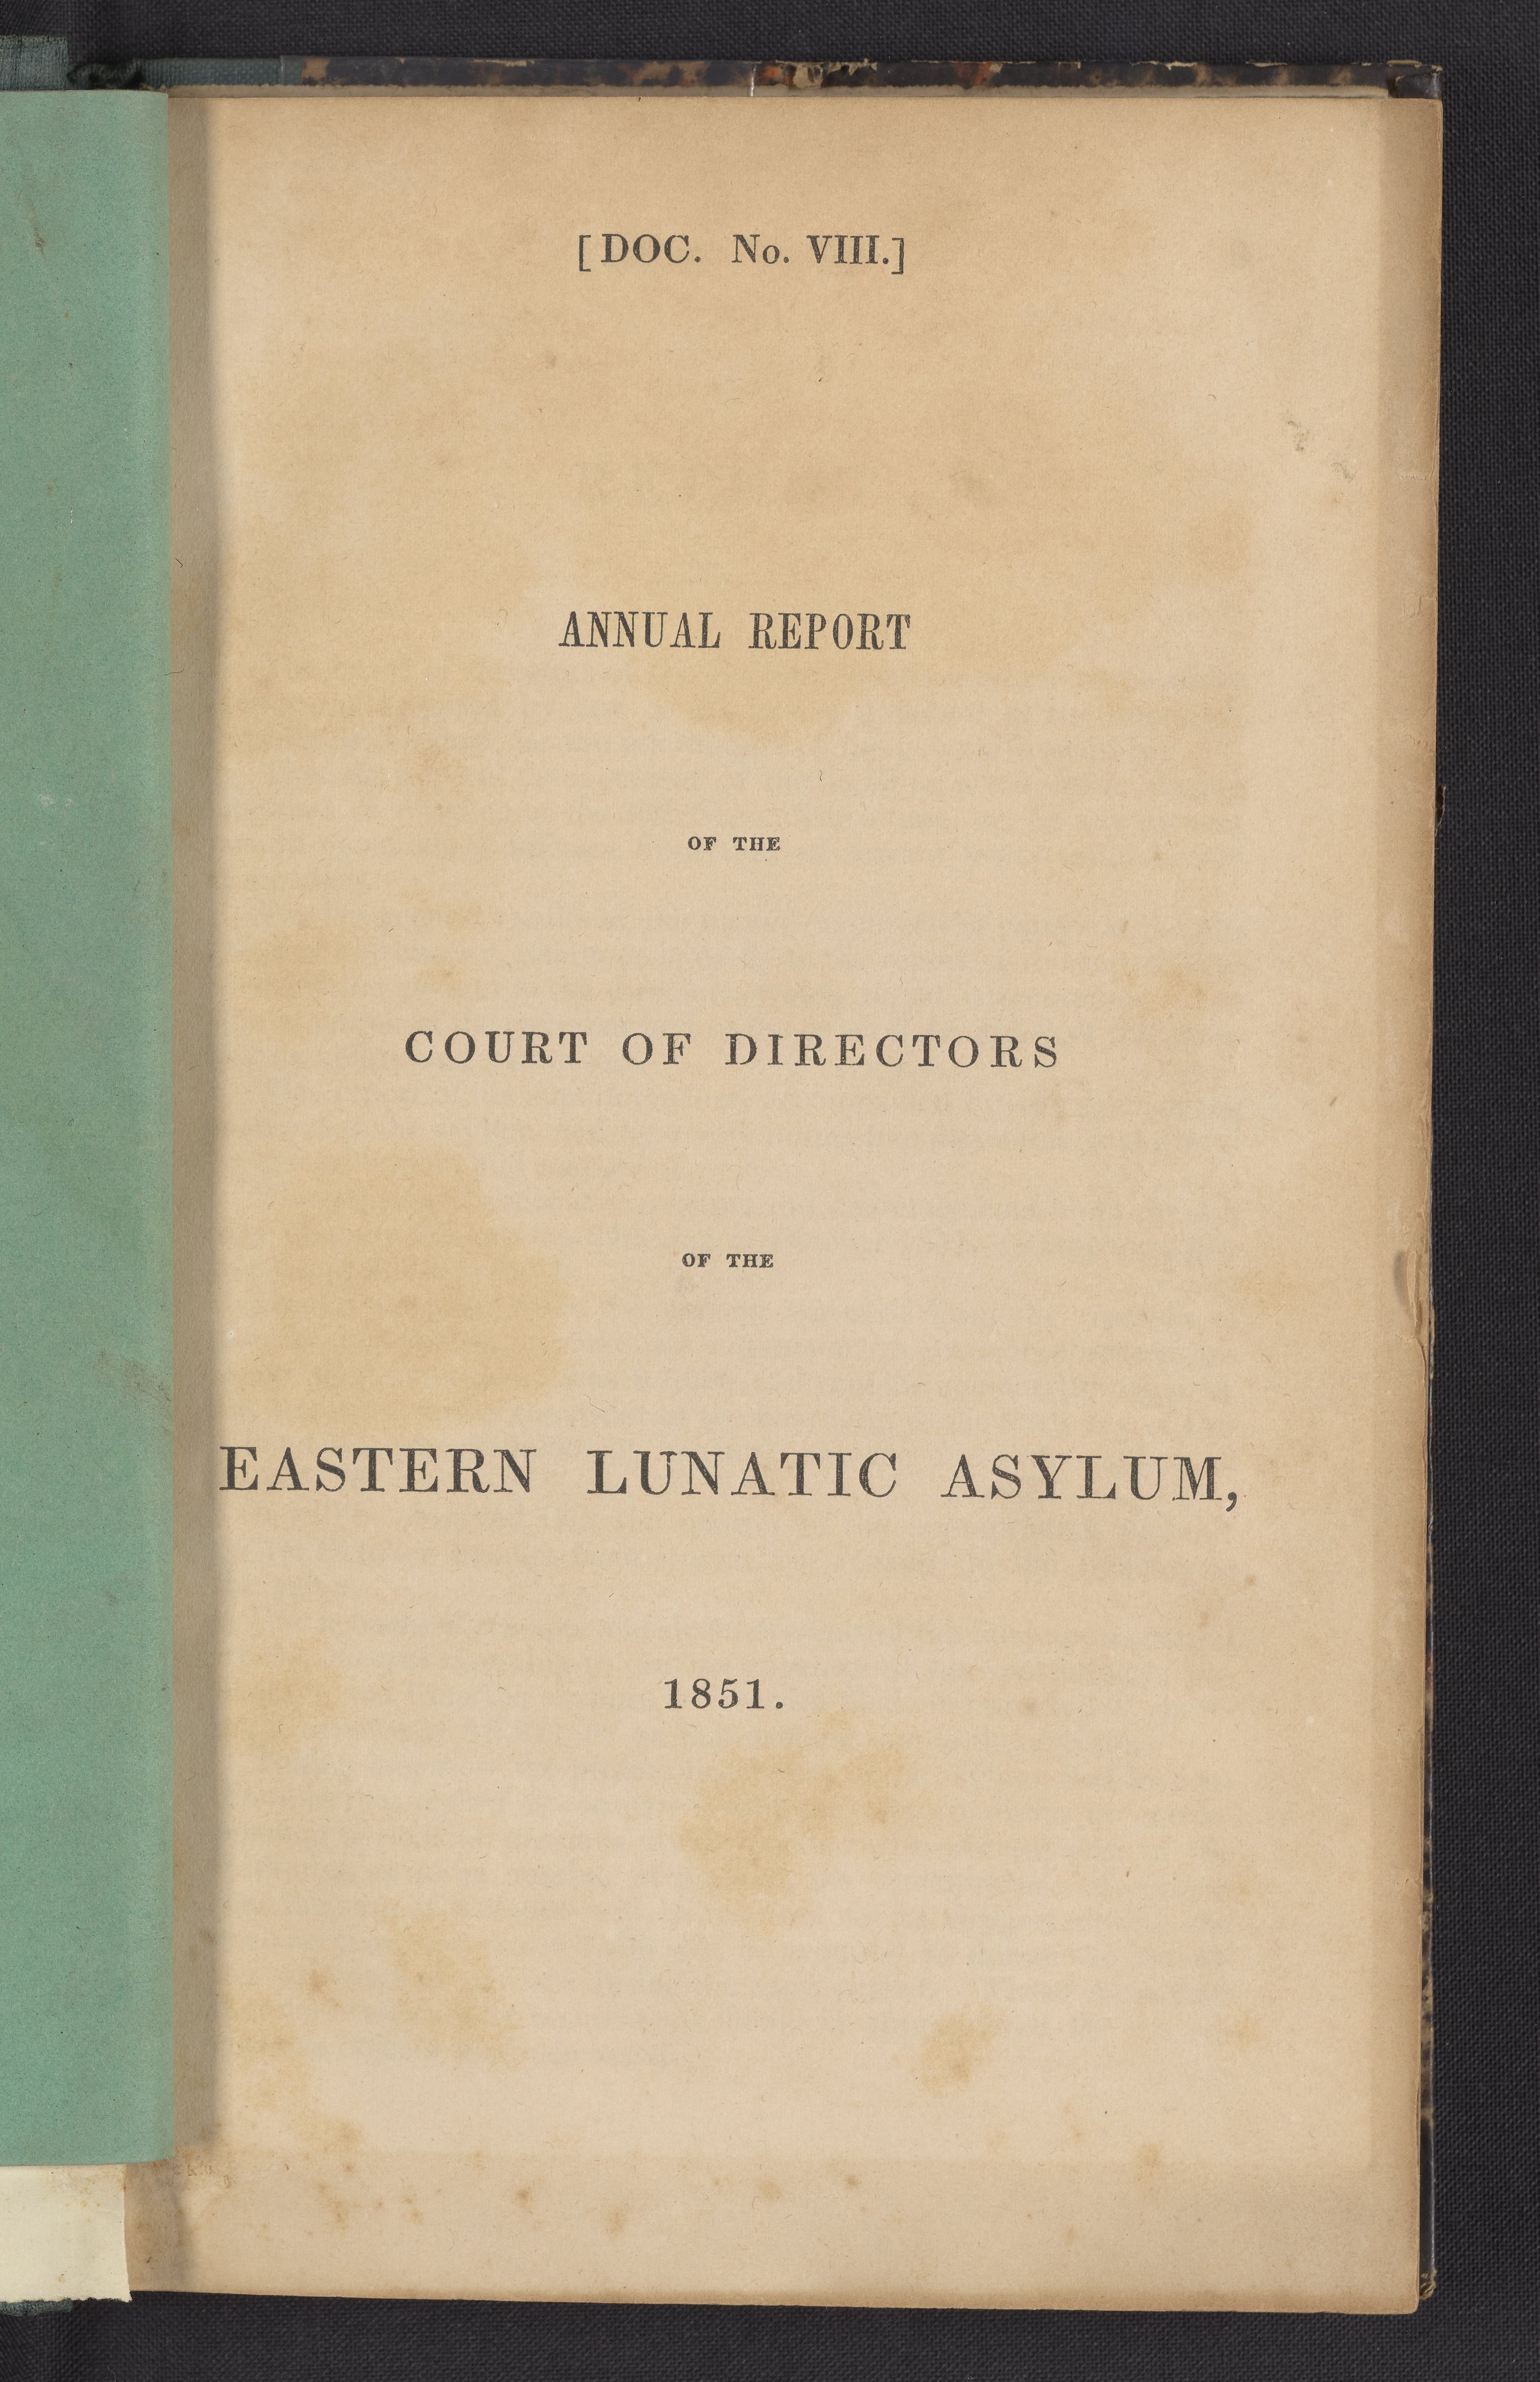 [DOC. No. VIII.]
ANNUAL REPORT
OF THE
COURT OF DIRECTORS
OF THE
EASTERN LUNATIC ASYLUM,
1851.